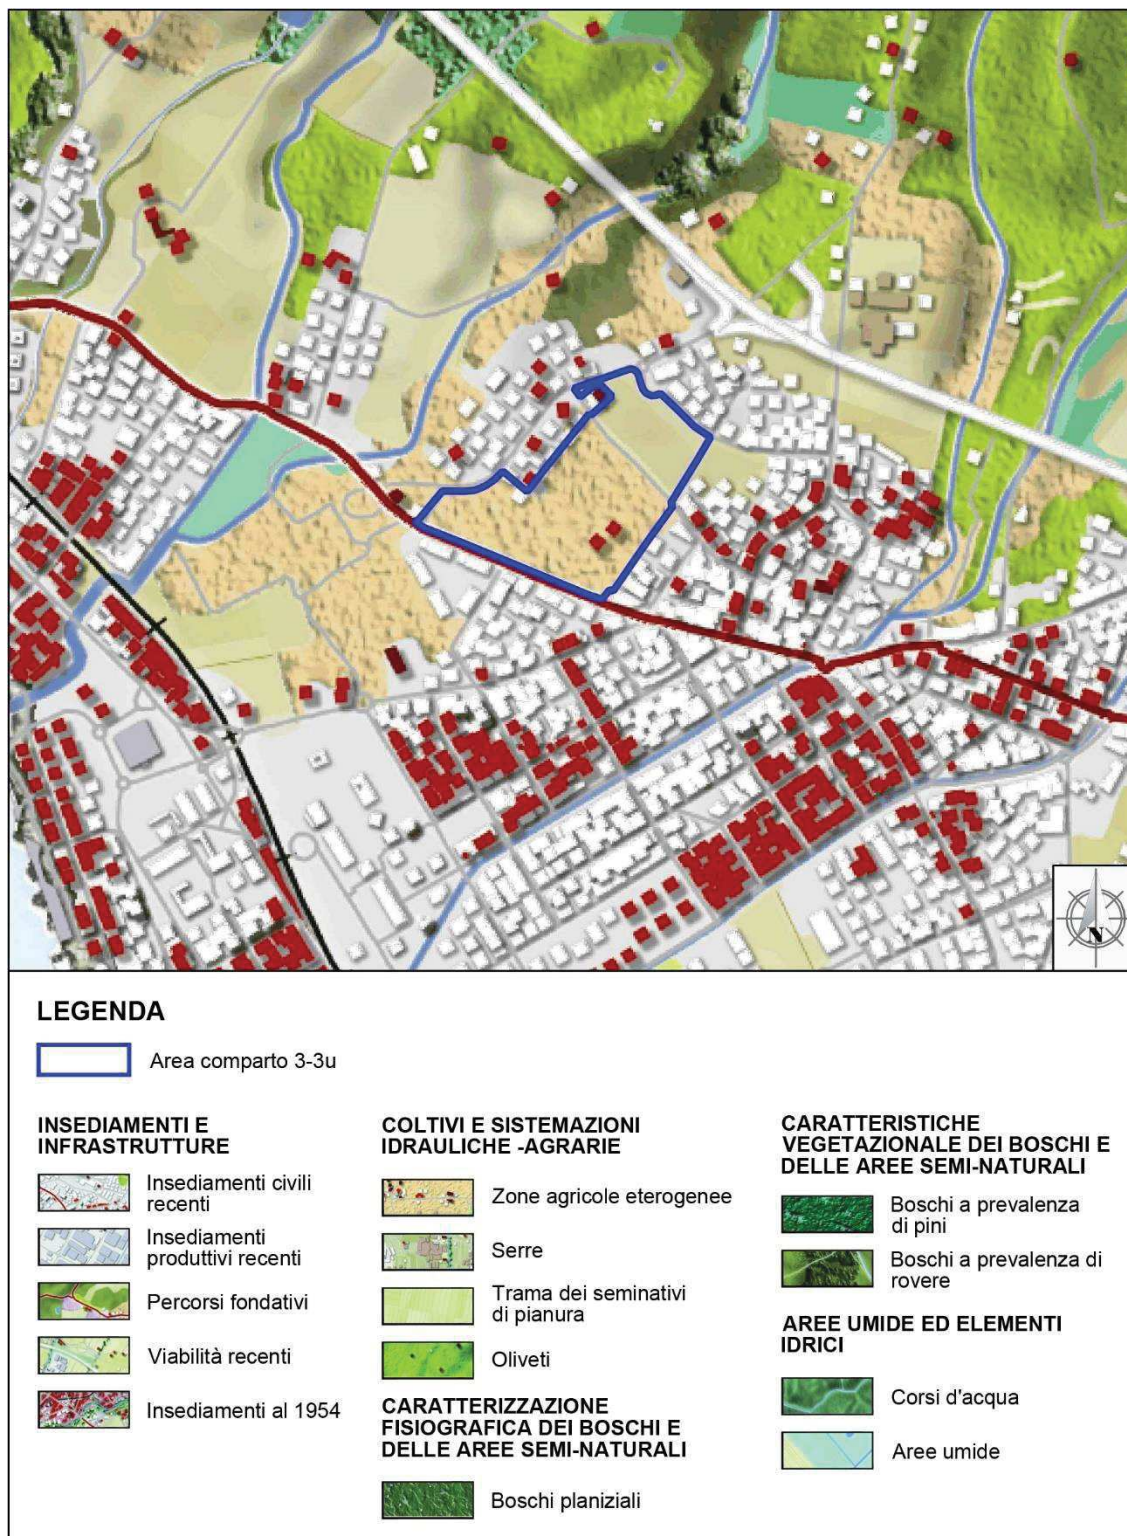 N
LEGENDA
Area comparto 3-3u
INSEDIAMENTI E
INFRASTRUTTURE
Insediamenti civili
recenti
Insediamenti
produttivi recenti
Percorsi fondativi
Viabilità recenti
Insediamenti al 1954
COLTIVI E SISTEMAZIONI
IDRAULICHE -AGRARIE
Zone agricole eterogenee
Serre
Trama dei seminativi
di pianura
Oliveti
CARATTERIZZAZIONE
FISIOGRAFICA DEI BOSCHI E
DELLE AREE SEMI-NATURALI
Boschi planiziali
CARATTERISTICHE
VEGETAZIONALE DEI BOSCHI E
DELLE AREE SEMI-NATURALI
Boschi a prevalenza
di pini
Boschi a prevalenza di
rovere
AREE UMIDE ED ELEMENTI
IDRICI
Corsi d'acqua
Aree umide